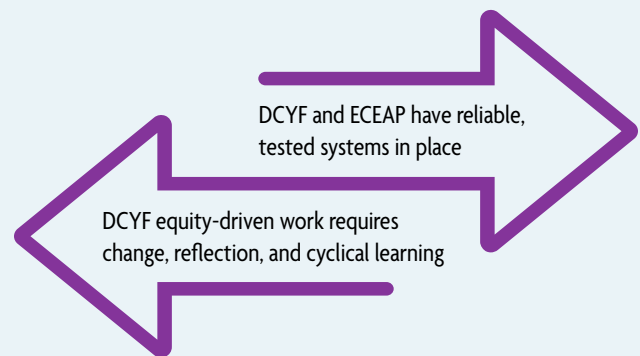 DCYF and ECEAP have reliable,
tested systems in place
DCYF equity-driven work requires
change, reflection, and cyclical learning